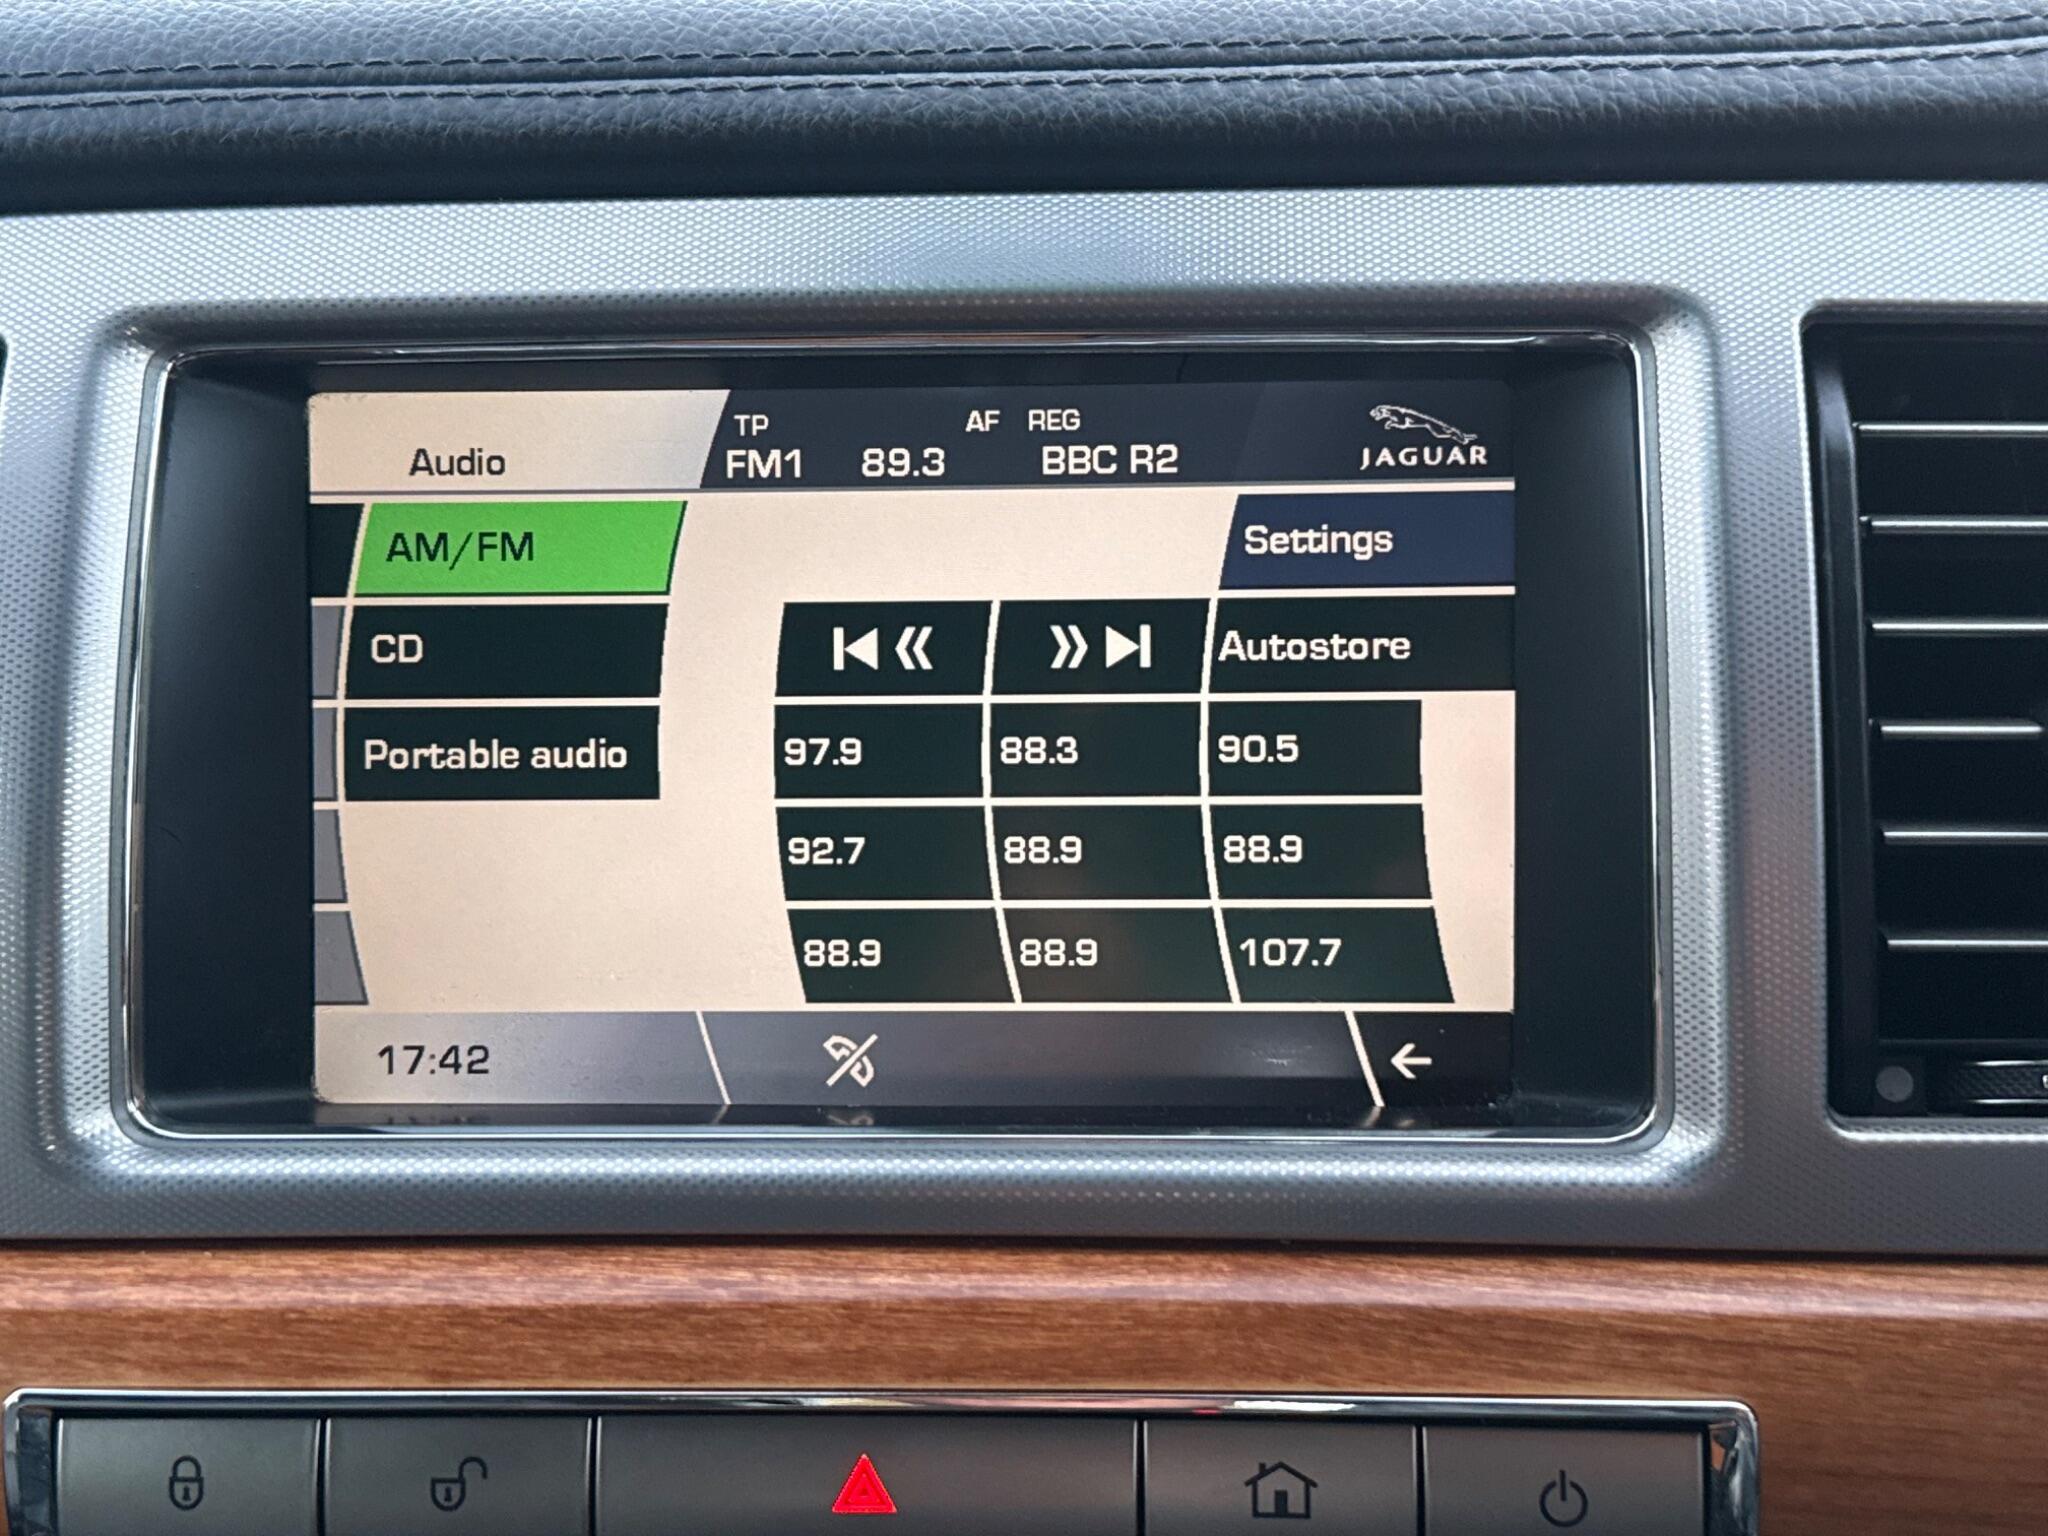 TP AF REG
Audio FM1 89.3 BBC R2 JAGUAR
AM/FM Settings
CD Autostore
Portable audio 97.9 88.3 90.5
92.7 88.9 88.9
88.9 88.9 107.7
17:42